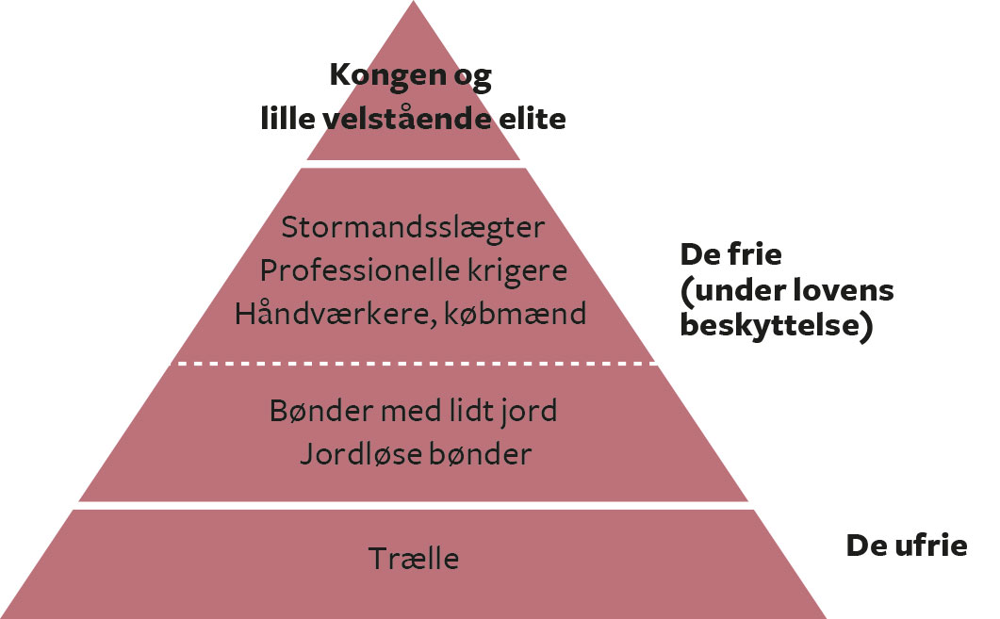 Kongen og
lille velstående elite
Stormandsslægter
Professionelle krigere
Håndværkere, købmænd
De frie
(under lovens
beskyttelse)
Bønder med lidt jord
Jordløse bønder
Trælle
De ufrie